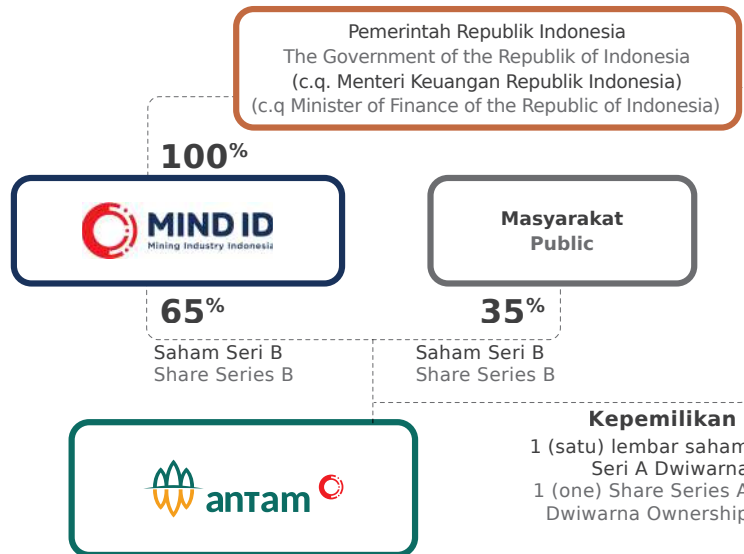 Pemerintah Republik Indonesia
The Government of the Republik of Indonesia
(c.q. Menteri Keuangan Republik Indonesia)
(c.q Minister of Finance of the Republic of Indonesia)
100%
MIND ID
Mining Industry Indonesia
Masyarakat
Public
65%
35%
Saham Seri B
Share Series B
Saham Seri B
Share Series B
Kepemilikan
1 (satu) lembar saham
Seri A Dwiwarna
1 (one) Share Series A
Dwiwarna Ownership
antam